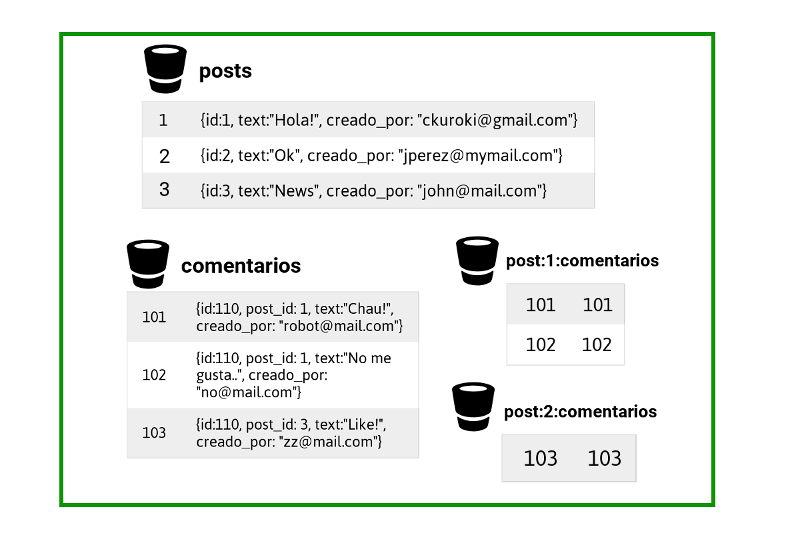 posts
1 {id:1, text:"Hola!", creado_por: "ckuroki@gmail.com"}
2 {id:2, text:"Ok", creado_por: "jperez@mymail.com"}
3 {id:3, text:"News", creado_por: "john@mail.com"}
comentarios
101 {id:110, post_id: 1, text:"Chau!",
creado_por: "robot@mail.com"}
102 {id:110, post_id: 1, text:"No me
gusta..", creado_por:
"no@mail.com"}
103 {id:110, post_id: 3, text:"Like!",
creado_por: "zz@mail.com"}
post:1:comentarios
101 101
102 102
post:2:comentarios
103 103